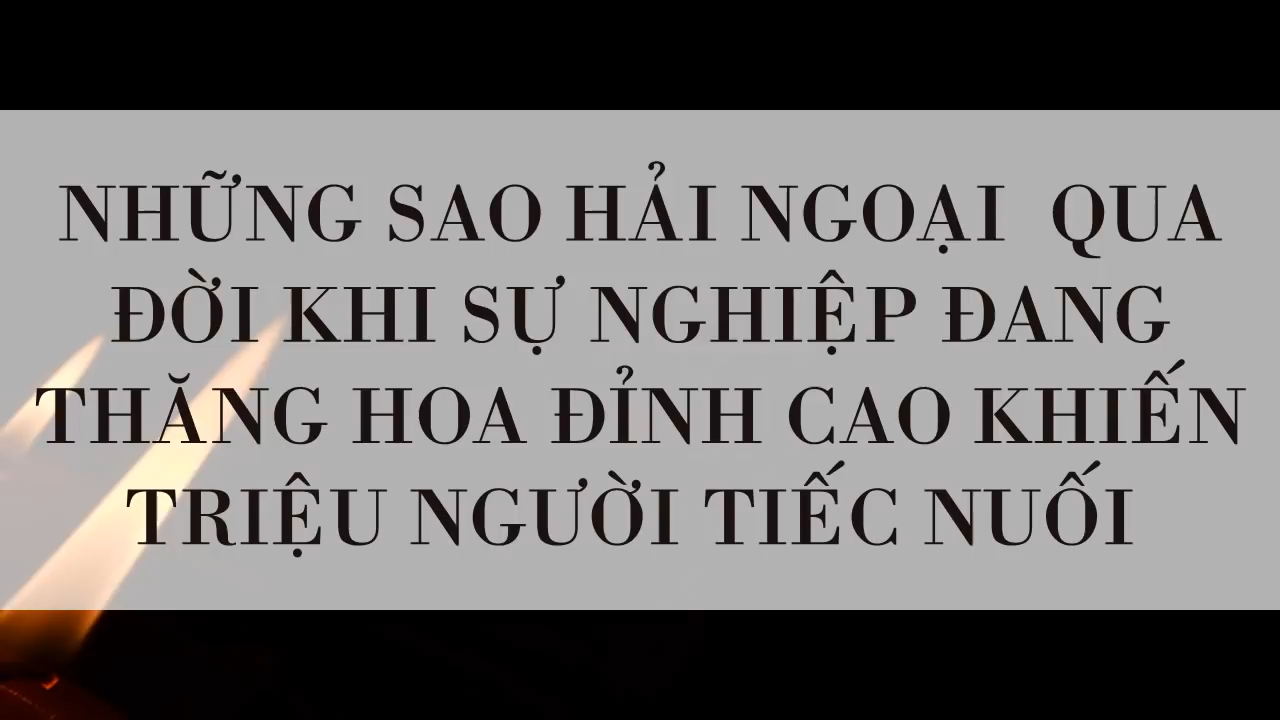 NHỮNG SAO HẢI NGOẠI QUA
ĐỜI KHI SỰ NGHIỆP ĐANG
THĂNG HOA ĐỈNH CAO KHIẾN
TRIỆU NGƯỜI TIẾC NUỐI